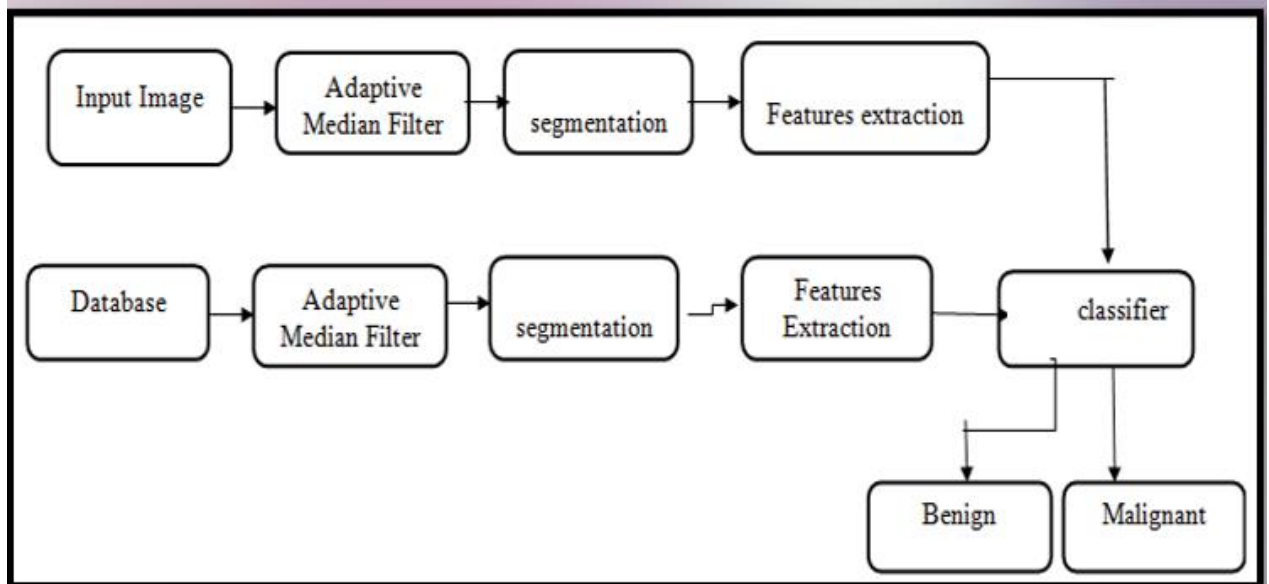 Input Image
Adaptive
Median Filter
segmentation
Features extraction
Database
Adaptive
Median Filter
segmentation
Features
Extraction
classifier
Benign
Malignant